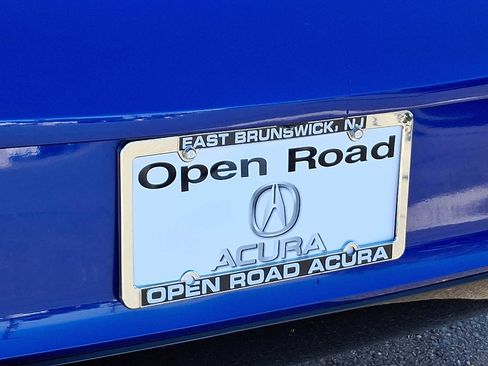 EAST BRUNSWICK, NJ
Open Road
ACURA
OPEN ROAD ACURA